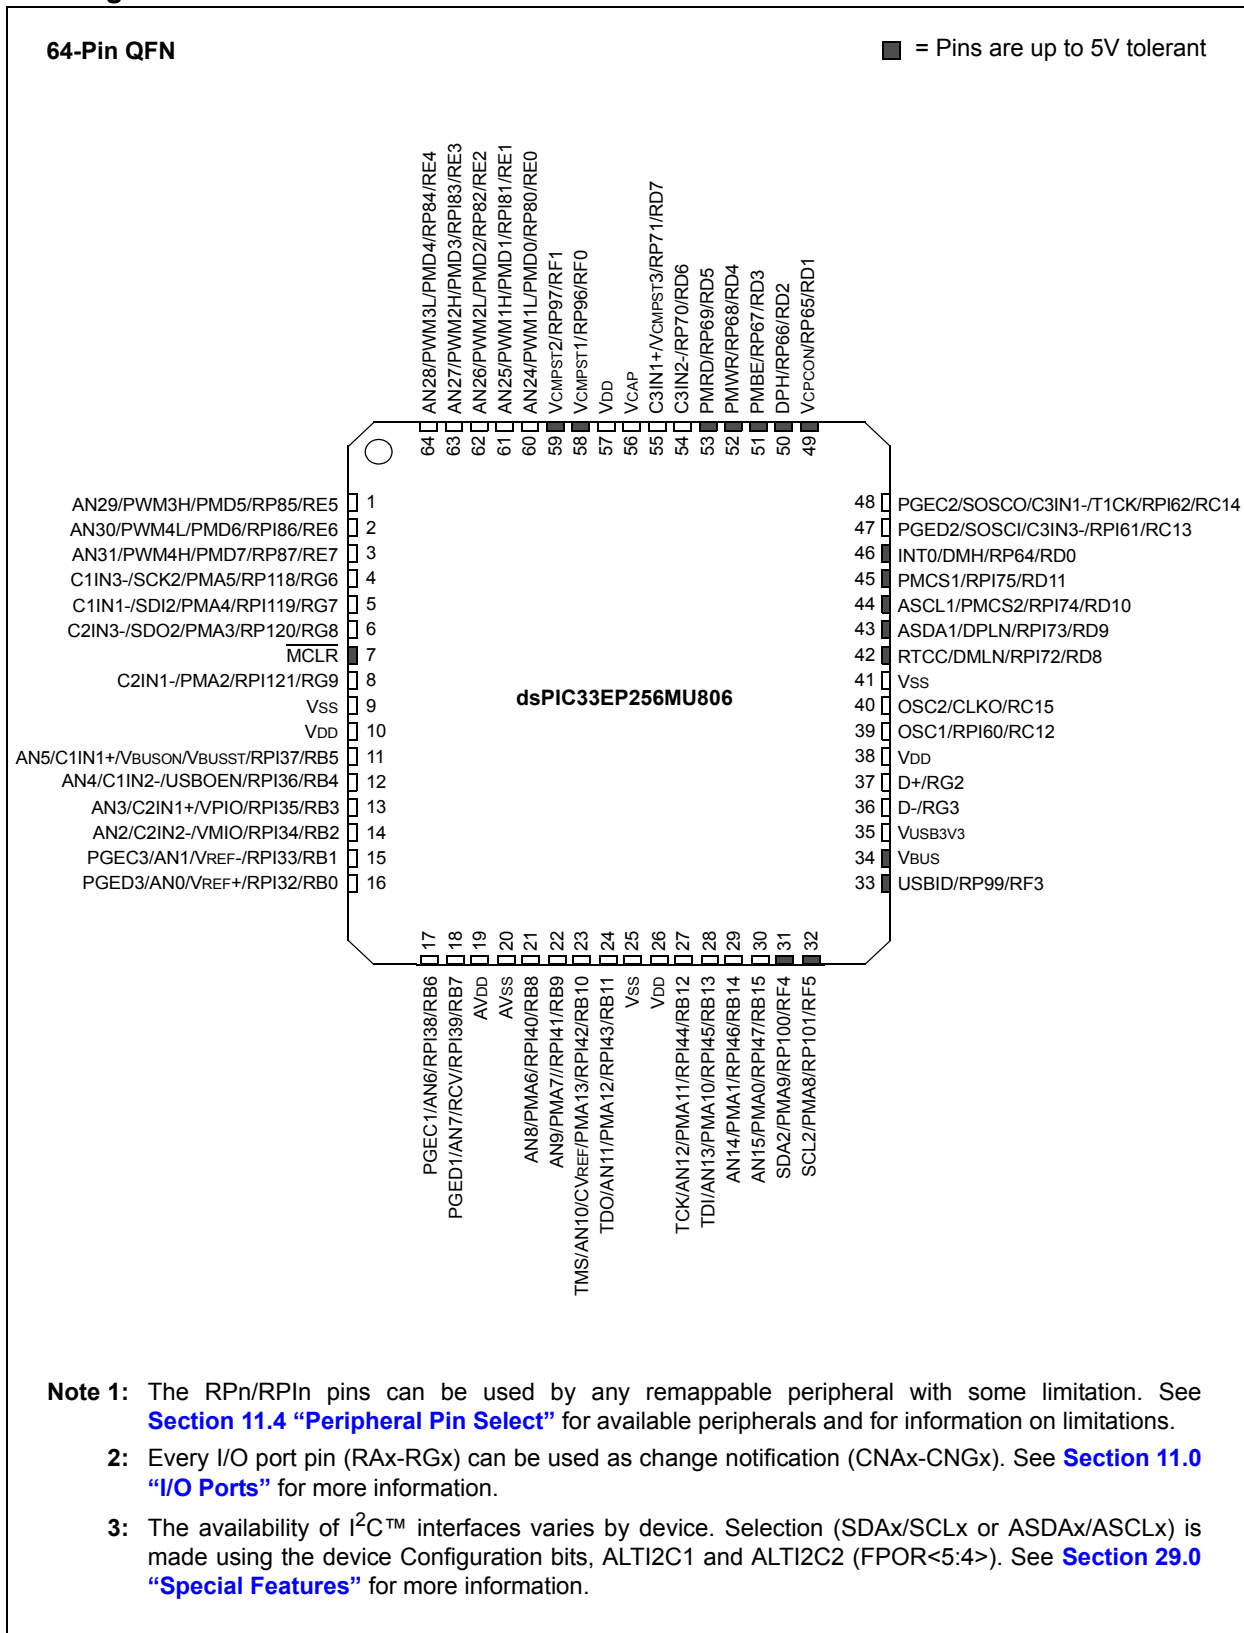 64-Pin QFN
= Pins are up to 5V tolerant
AN28/PWM3L/PMD4/RP84/RE4
AN27/PWM2H/PMD3/RPI83/RE3
AN26/PWM2L/PMD2/RP82/RE2
AN25/PWM1H/PMD1/RPI81/RE1
AN24/PWM1L/PMD0/RP80/RE0
VCMPST2/RP97/RF1
VCMPST1/RP96/RF0
VDD
VCAP
C3IN1+/VCMPST3/RP71/RD7
C3IN2-/RP70/RD6
PMRD/RP69/RD5
PMWR/RP68/RD4
PMBE/RP67/RD3
DPH/RP66/RD2
VCPCON/RP65/RD1
64 63 62 61 60 59 58 57 56 55 54 53 52 51 50 49
AN29/PWM3H/PMD5/RP85/RE5 1
AN30/PWM4L/PMD6/RPI86/RE6 2
AN31/PWM4H/PMD7/RP87/RE7 3
C1IN3-/SCK2/PMA5/RP118/RG6 4
C1IN1-/SDI2/PMA4/RPI119/RG7 5
C2IN3-/SDO2/PMA3/RP120/RG8 6
MCLR 7
C2IN1-/PMA2/RPI121/RG9 8
VSS 9
VDD 10
AN5/C1IN1+/VBUSON/VBUSST/RPI37/RB5 11
AN4/C1IN2-/USBOEN/RPI36/RB4 12
AN3/C2IN1+/VPIO/RPI35/RB3 13
AN2/C2IN2-/VMIO/RPI34/RB2 14
PGEC3/AN1/VREF-/RPI33/RB1 15
PGED3/AN0/VREF+/RPI32/RB0 16
dsPIC33EP256MU806
48 PGEC2/SOSCO/C3IN1-/T1CK/RPI62/RC14
47 PGED2/SOSCI/C3IN3-/RPI61/RC13
46 INT0/DMH/RP64/RD0
45 PMCS1/RPI75/RD11
44 ASCL1/PMCS2/RPI74/RD10
43 ASDA1/DPLN/RPI73/RD9
42 RTCC/DMLN/RPI72/RD8
41 VSS
40 OSC2/CLKO/RC15
39 OSC1/RPI60/RC12
38 VDD
37 D+/RG2
36 D-/RG3
35 VUSB3V3
34 VBUS
33 USBID/RP99/RF3
17 18 19 20 21 22 23 24 25 26 27 28 29 30 31 32
PGEC1/AN6/RPI38/RB6
PGED1/AN7/RCV/RPI39/RB7
AVDD
AVSS
AN8/PMA6/RPI40/RB8
AN9/PMA7//RPI41/RB9
TMS/AN10/CVREF/PMA13/RPI42/RB10
TDO/AN11/PMA12/RPI43/RB11
VSS
VDD
TCK/AN12/PMA11/RPI44/RB12
TDI/AN13/PMA10/RPI45/RB13
AN14/PMA1/RPI46/RB14
AN15/PMA0/RPI47/RB15
SDA2/PMA9/RP100/RF4
SCL2/PMA8/RP101/RF5
Note 1: The RPn/RPIn pins can be used by any remappable peripheral with some limitation. See
Section 11.4 “Peripheral Pin Select” for available peripherals and for information on limitations.
2: Every I/O port pin (RAx-RGx) can be used as change notification (CNAx-CNGx). See Section 11.0
“I/O Ports” for more information.
3: The availability of I2C™ interfaces varies by device. Selection (SDAx/SCLx or ASDAx/ASCLx) is
made using the device Configuration bits, ALTI2C1 and ALTI2C2 (FPOR<5:4>). See Section 29.0
“Special Features” for more information.